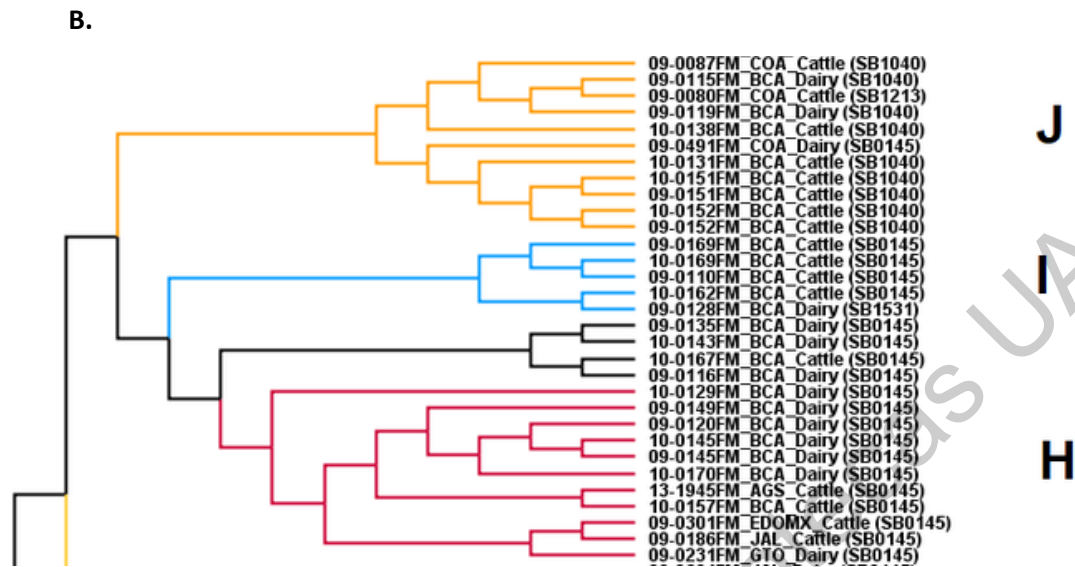 B.
09-0087FM_COA_Cattle (SB1040)
09-0115FM_BCA_Dairy (SB1040)
09-0080FM_COA_Cattle (SB1213)
09-0119FM_BCA_Dairy (SB1040)
10-0138FM_BCA_Cattle (SB1040)
J
09-0491FM_COA_Dairy (SB0145)
10-0131FM_BCA_Cattle (SB1040)
10-0151FM_BCA_Cattle (SB1040)
09-0151FM_BCA_Cattle (SB1040)
10-0152FM_BCA_Cattle (SB1040)
09-0152FM_BCA_Cattle (SB1040)
09-0169FM_BCA_Cattle (SB0145)
10-0169FM_BCA_Cattle (SB0145)
09-0110FM_BCA_Cattle (SB0145)
I
10-0162FM_BCA_Cattle (SB0145)
09-0128FM_BCA_Dairy (SB1531)
09-0135FM_BCA_Dairy (SB0145)
10-0143FM_BCA_Dairy (SB0145)
10-0167FM_BCA_Cattle (SB0145)
09-0116FM_BCA_Dairy (SB0145)
10-0129FM_BCA_Dairy (SB0145)
09-0149FM_BCA_Dairy (SB0145)
09-0120FM_BCA_Dairy (SB0145)
10-0145FM_BCA_Dairy (SB0145)
09-0145FM_BCA_Dairy (SB0145)
H
10-0170FM_BCA_Dairy (SB0145)
13-1945FM_AGS_Cattle (SB0145)
10-0157FM_BCA_Cattle (SB0145)
09-0301FM_EDOMX_Cattle (SB0145)
09-0186FM_JAL_Cattle (SB0145)
09-0231FM_GTO_Dairy (SB0145)